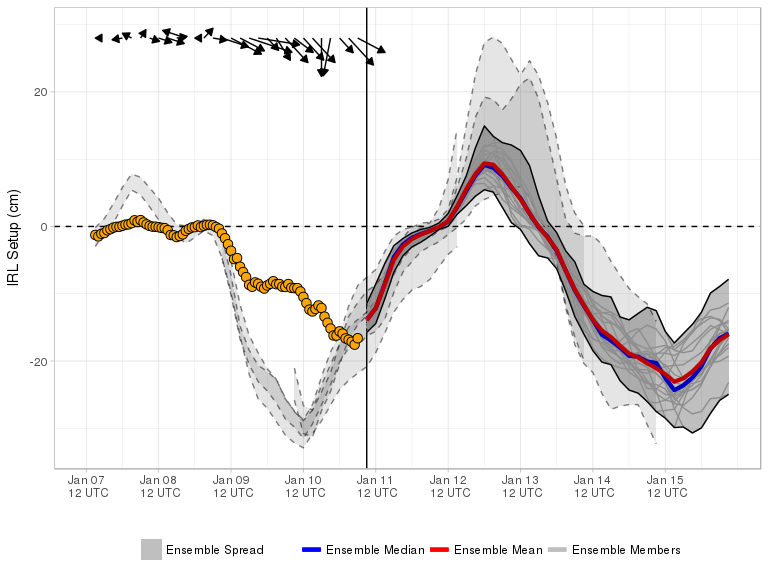 IRL Setup (cm)
20
0
-20
Jan 07 Jan 08 Jan 09 Jan 10 Jan 11 Jan 12 Jan 13 Jan 14 Jan 15
12 UTC 12 UTC 12 UTC 12 UTC 12 UTC 12 UTC 12 UTC 12 UTC 12 UTC
Ensemble Spread Ensemble Median Ensemble Mean Ensemble Members